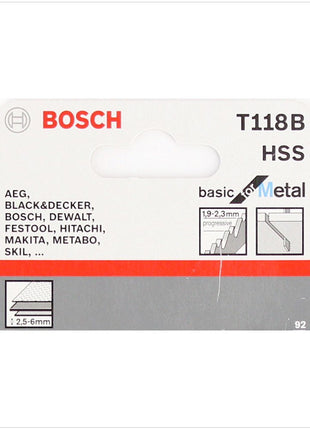 BOSCH
T118B
HSS
basic to Metal
AEG,
BLACK&DECKER,
BOSCH, DEWALT,
FESTOOL, HITACHI,
MAKITA, METABO,
SKIL, ...
1,9-2,3mm
progressive
2,5-6mm
92